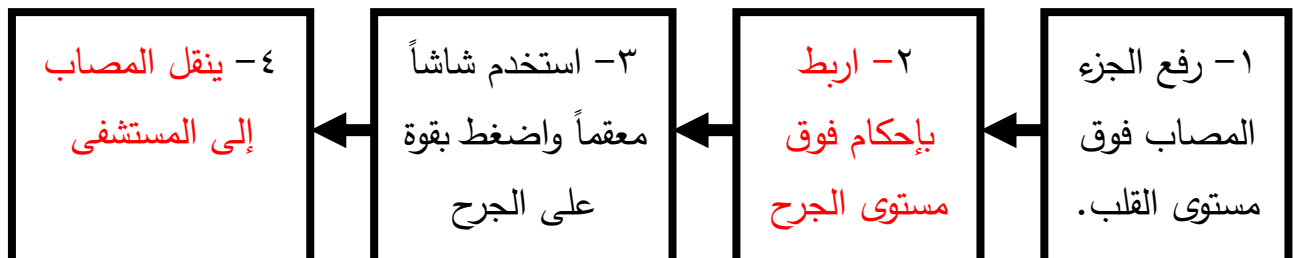 ١- رفع الجزء
المصاب فوق
مستوى القلب.
٢- اربط
بإحكام فوق
مستوى الجرح
٣- استخدم شاشاً
معقماً واضغط بقوة
على الجرح
٤- ينقل المصاب
إلى المستشفى